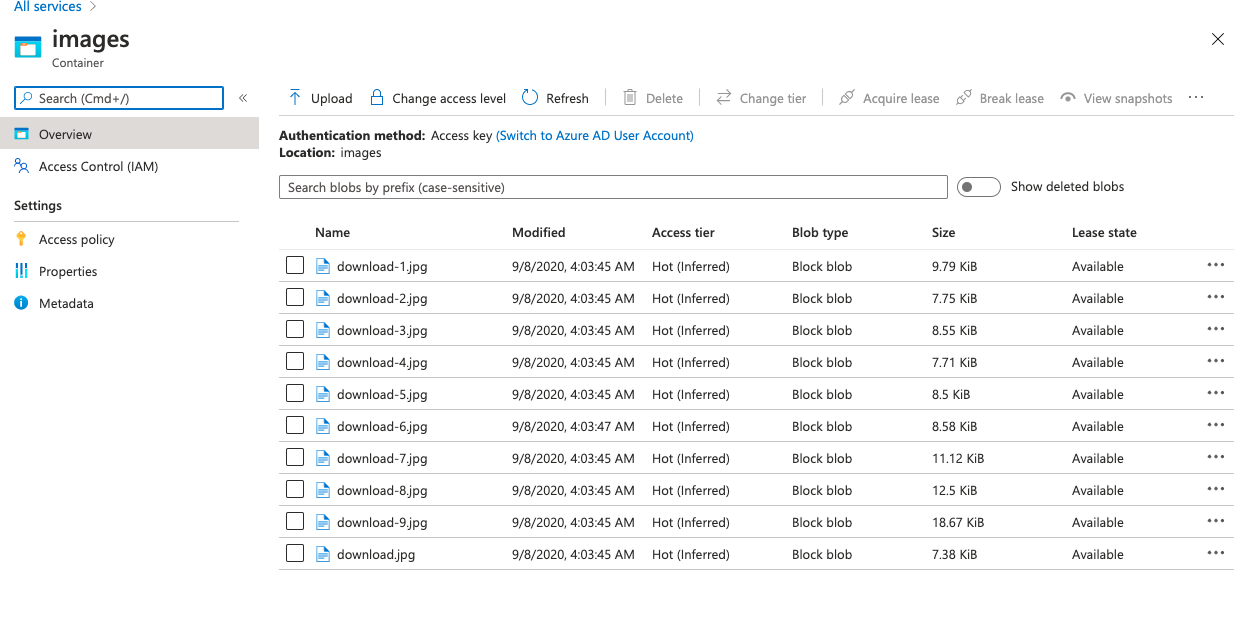 All services
images
Container
Search (Cmd+/)
Overview
Access Control (IAM)
Settings
Access policy
Properties
Metadata
Upload Change access level Refresh Delete Change tier Acquire lease Break lease View snapshots
Authentication method: Access key (Switch to Azure AD User Account)
Location: images
Search blobs by prefix (case-sensitive) Show deleted blobs
Name Modified Access tier Blob type Size Lease state
download-1.jpg 9/8/2020, 4:03:45 AM Hot (Inferred) Block blob 9.79 KiB Available
download-2.jpg 9/8/2020, 4:03:45 AM Hot (Inferred) Block blob 7.75 KiB Available
download-3.jpg 9/8/2020, 4:03:45 AM Hot (Inferred) Block blob 8.55 KiB Available
download-4.jpg 9/8/2020, 4:03:45 AM Hot (Inferred) Block blob 7.71 KiB Available
download-5.jpg 9/8/2020, 4:03:45 AM Hot (Inferred) Block blob 8.5 KiB Available
download-6.jpg 9/8/2020, 4:03:47 AM Hot (Inferred) Block blob 8.58 KiB Available
download-7.jpg 9/8/2020, 4:03:45 AM Hot (Inferred) Block blob 11.12 KiB Available
download-8.jpg 9/8/2020, 4:03:45 AM Hot (Inferred) Block blob 12.5 KiB Available
download-9.jpg 9/8/2020, 4:03:45 AM Hot (Inferred) Block blob 18.67 KiB Available
download.jpg 9/8/2020, 4:03:45 AM Hot (Inferred) Block blob 7.38 KiB Available